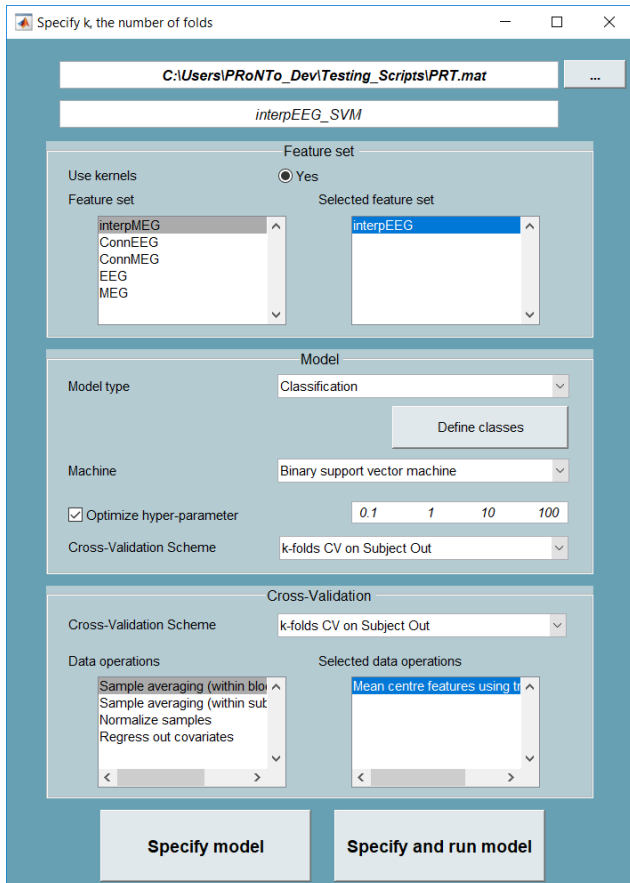 Specify k, the number of folds
C:\Users\PRoNTo_Dev\Testing_Scripts\PRT.mat ...
interpEEG_SVM
Feature set
Use kernels Yes
Feature set Selected feature set
interpMEG interpEEG
ConnEEG
ConnMEG
EEG
MEG
Model
Model type Classification
Define classes
Machine Binary support vector machine
Optimize hyper-parameter 0.1 1 10 100
Cross-Validation Scheme k-folds CV on Subject Out
Cross-Validation
Cross-Validation Scheme k-folds CV on Subject Out
Data operations Selected data operations
Sample averaging (within bloc Mean centre features using tr
Sample averaging (within sub
Normalize samples
Regress out covariates
Specify model Specify and run model